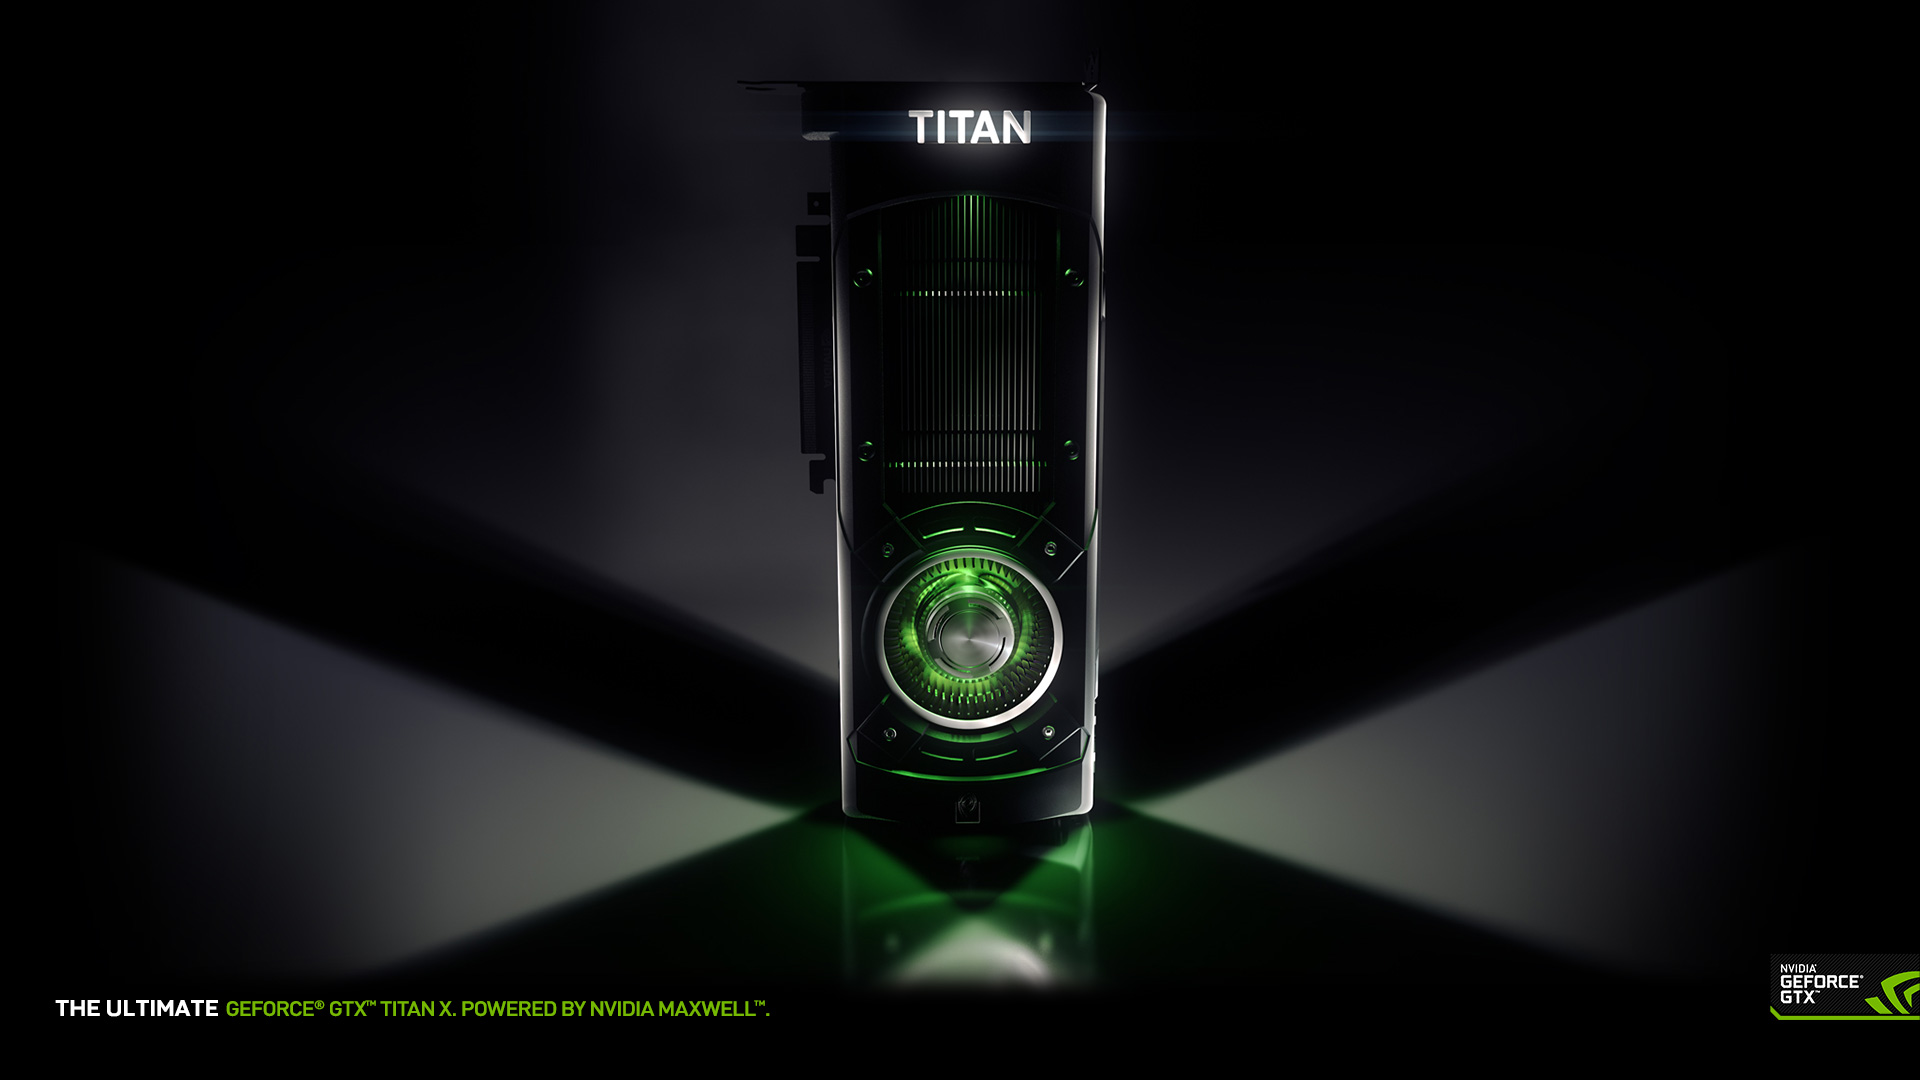 TITAN
THE ULTIMATE GEFORCE® GTX™ TITAN X. POWERED BY NVIDIA MAXWELL™.
NVIDIA®
GEFORCE®
GTX™